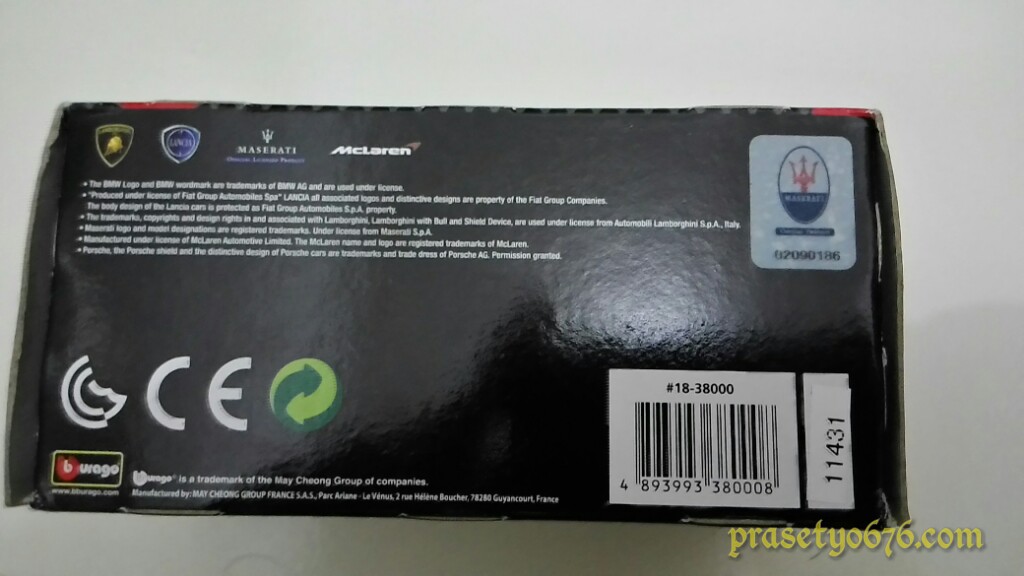 LANCIA
MASERATI
OFFICIAL LICENSED PRODUCT
McLaren
• The BMW Logo and BMW wordmark are trademarks of BMW AG and are used under license.
• "Produced under license of Fiat Group Automobiles Spa" LANCIA all associated logos and distinctive designs are property of the Fiat Group Companies.
The body design of the Lancia cars is protected as Fiat Group Automobiles S.p.A. property.
• The trademarks, copyrights and design rights in and associated with Lamborghini, Lamborghini with Bull and Shield Device, are used under license from Automobili Lamborghini S.p.A., Italy.
• Maserati logo and model designations are registered trademarks. Under license from Maserati S.p.A.
• Manufactured under license of McLaren Automotive Limited. The McLaren name and logo are registered trademarks of McLaren.
• Porsche, the Porsche shield and the distinctive design of Porsche cars are trademarks and trade dress of Porsche AG. Permission granted.
MASERATI
02090186
CE
#18-38000
4 893993 380008
11431
burago
www.bburago.com
burago® is a trademark of the May Cheong Group of companies.
Manufactured by: MAY CHEONG GROUP FRANCE S.A.S., Parc Ariane - Le Vénus, 2 rue Hélène Boucher, 78280 Guyancourt, France
prasetyo676.com